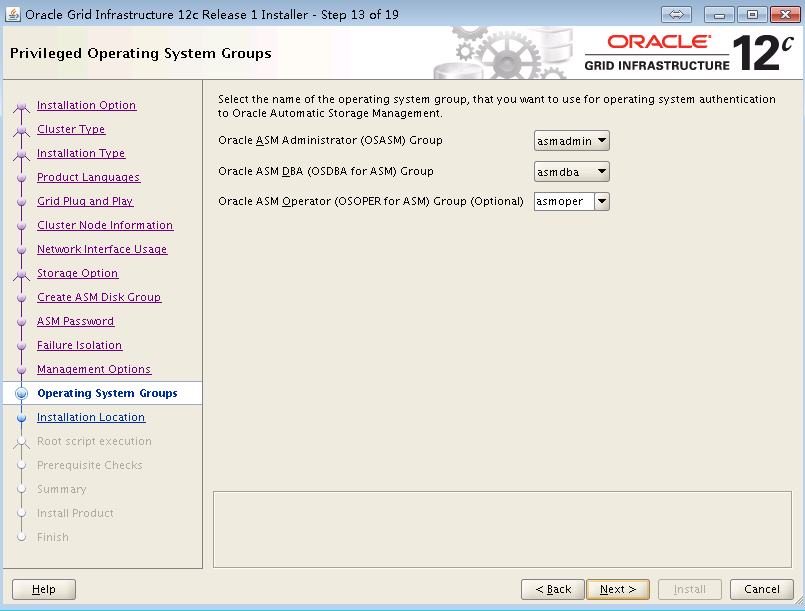 Oracle Grid Infrastructure 12c Release 1 Installer - Step 13 of 19
Privileged Operating System Groups
ORACLE
GRID INFRASTRUCTURE
12c
Installation Option
Cluster Type
Installation Type
Product Languages
Grid Plug and Play
Cluster Node Information
Network Interface Usage
Storage Option
Create ASM Disk Group
ASM Password
Failure Isolation
Management Options
Operating System Groups
Installation Location
Root script execution
Prerequisite Checks
Summary
Install Product
Finish
Select the name of the operating system group, that you want to use for operating system authentication
to Oracle Automatic Storage Management.
Oracle ASM Administrator (OSASM) Group asmadmin
Oracle ASM DBA (OSDBA for ASM) Group asmdba
Oracle ASM Operator (OSOPER for ASM) Group (Optional) asmoper
Help < Back Next > Install Cancel